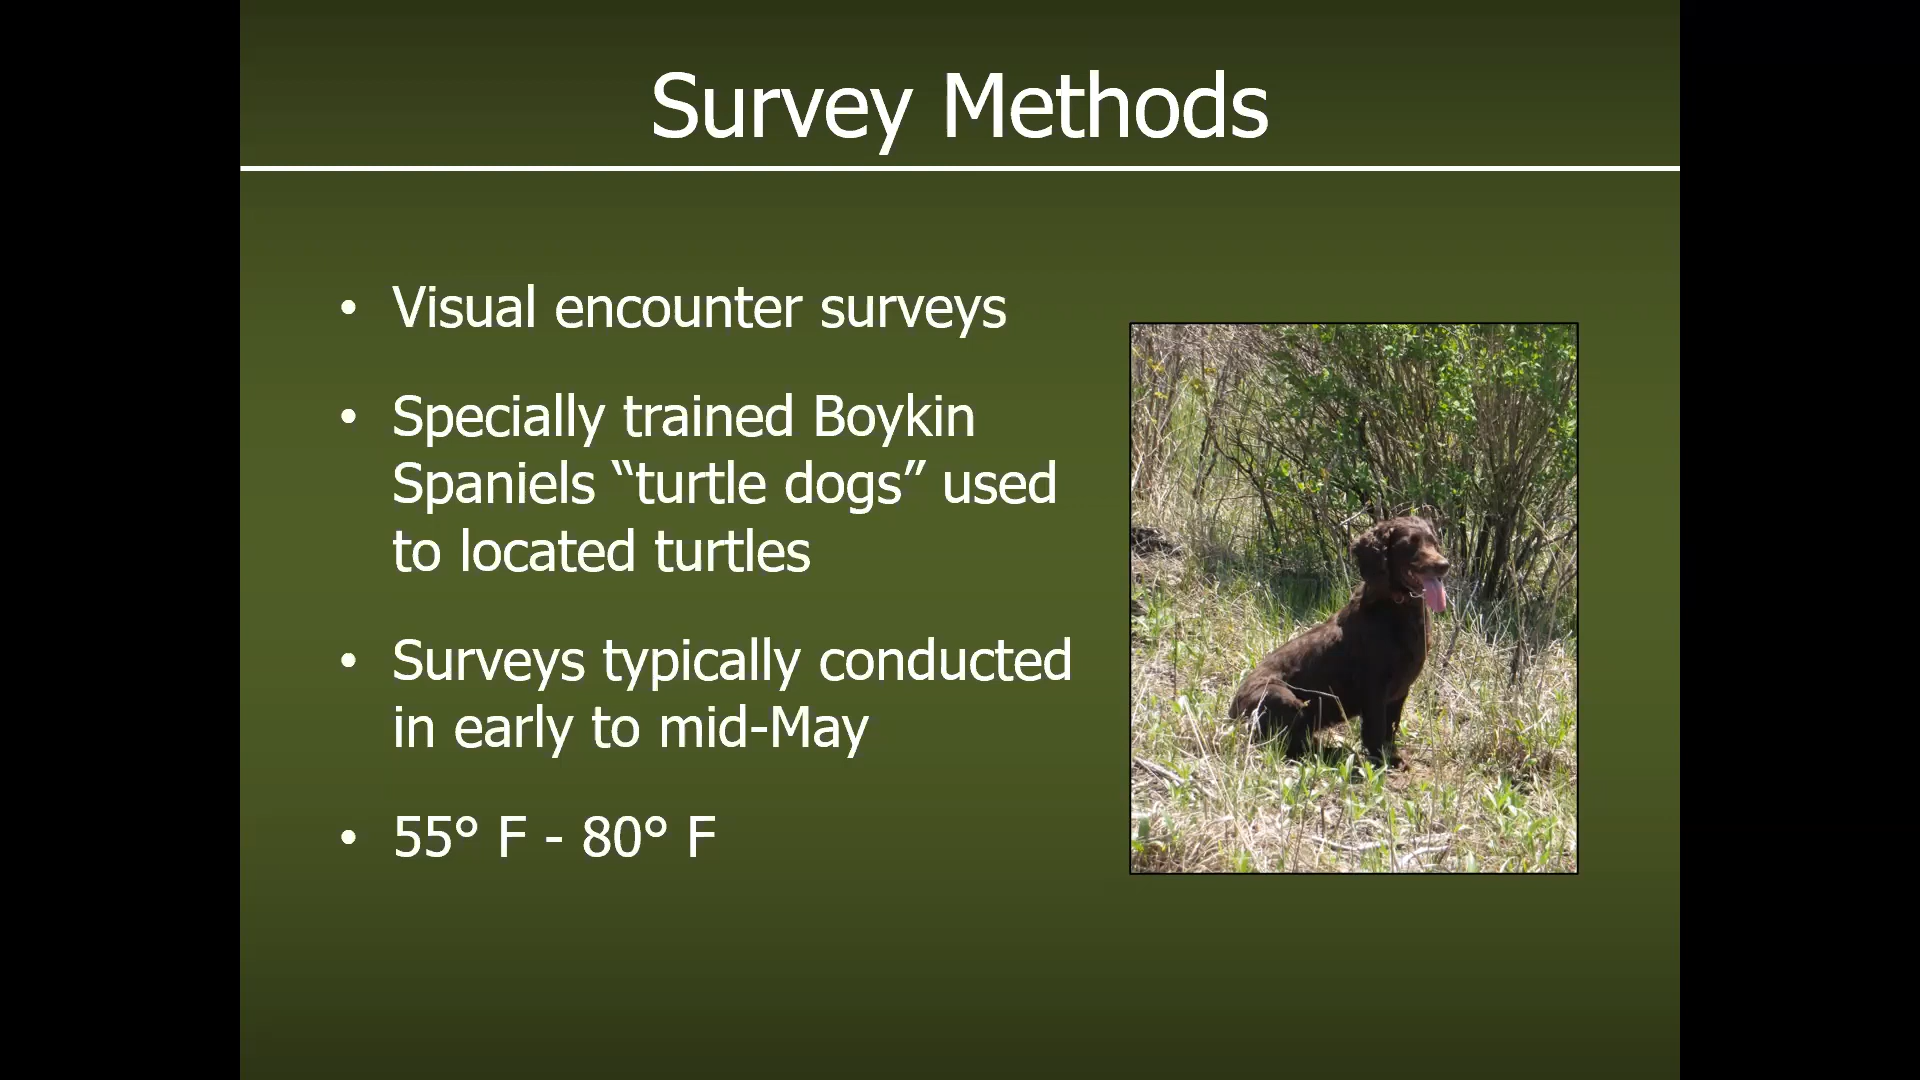 Survey Methods
• Visual encounter surveys
• Specially trained Boykin
Spaniels “turtle dogs” used
to located turtles
• Surveys typically conducted
in early to mid-May
• 55° F - 80° F